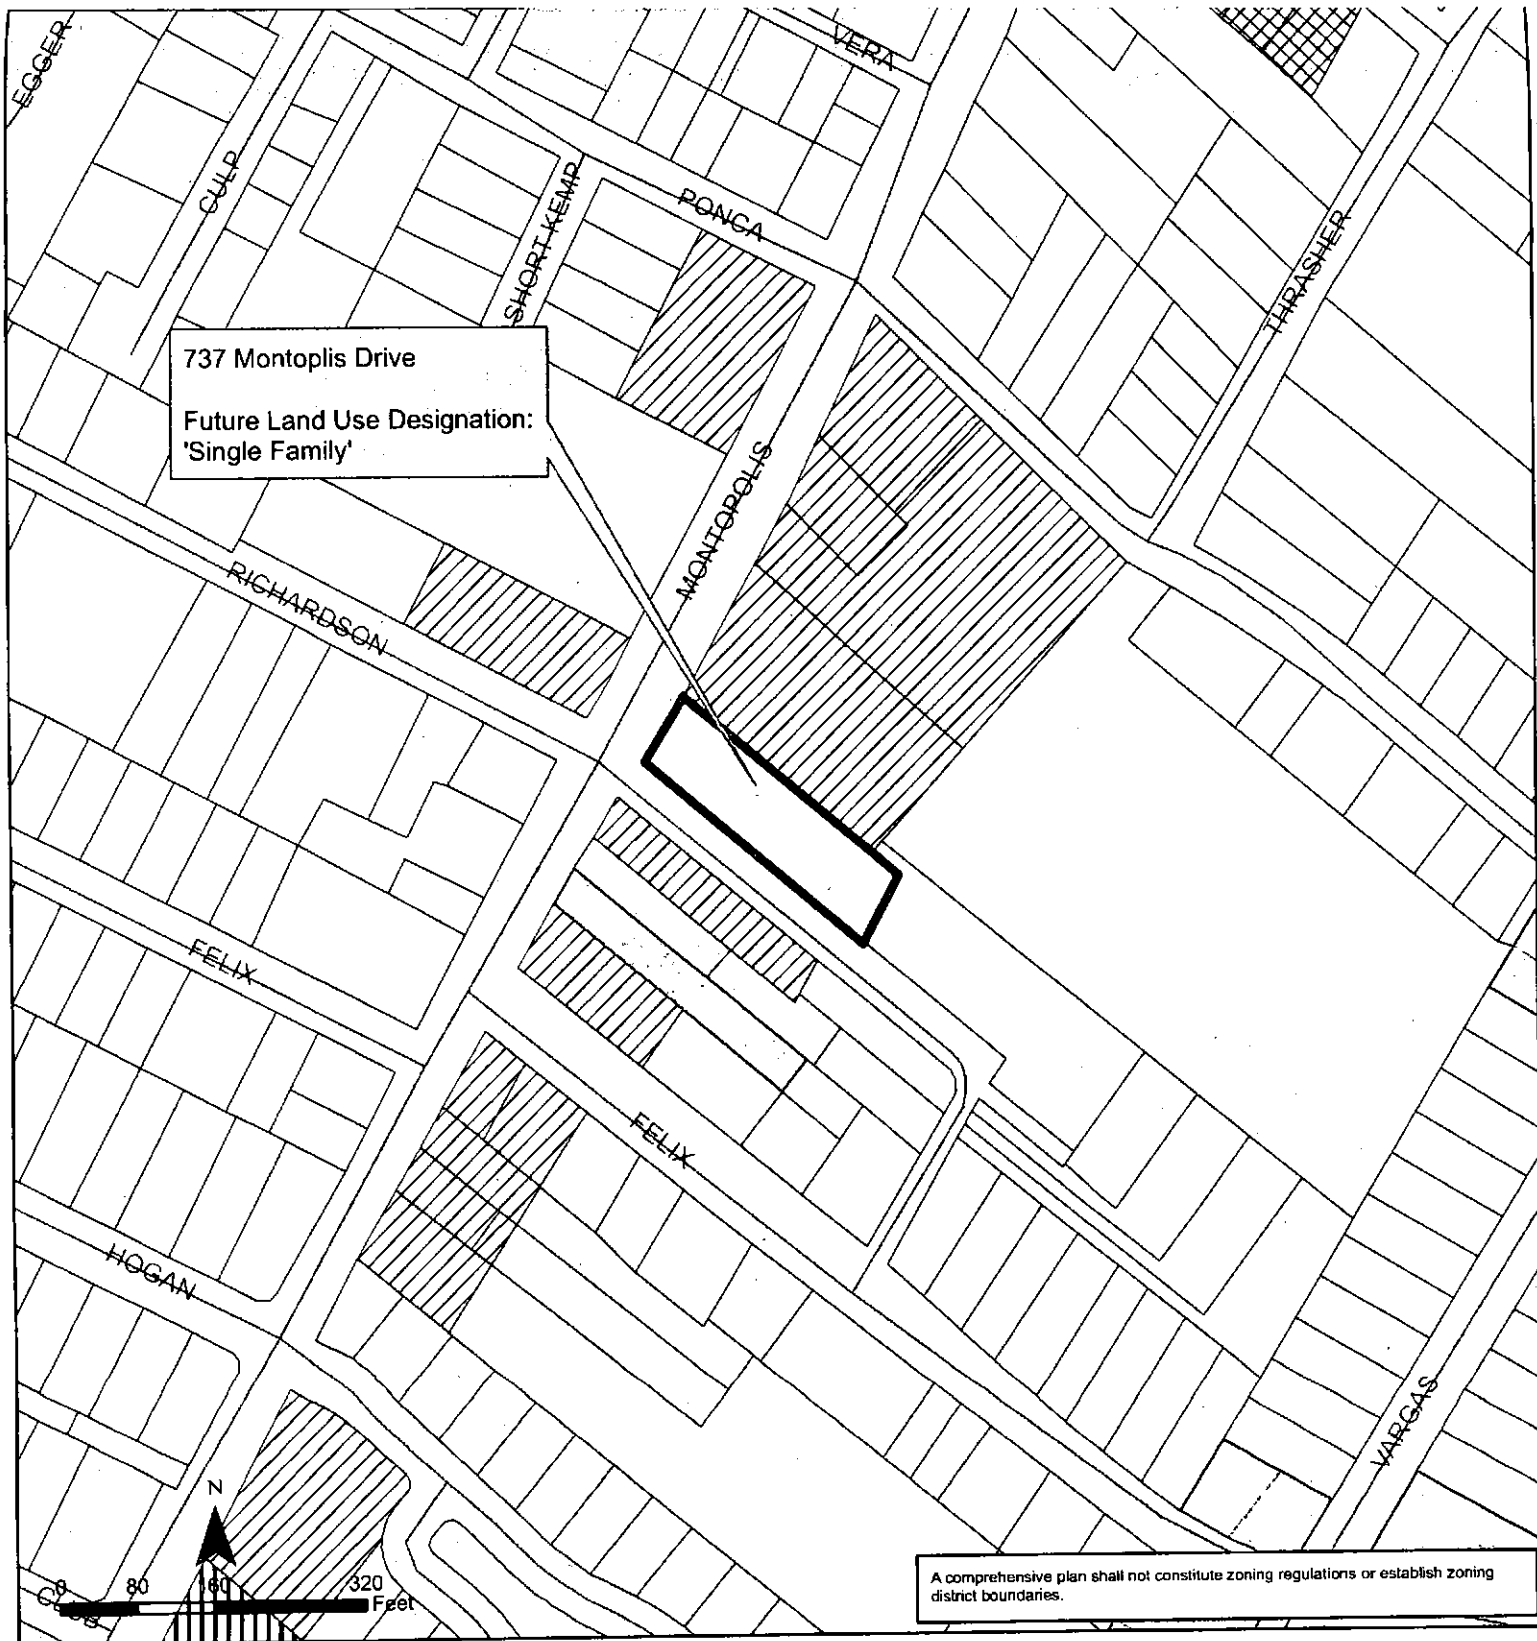 EGGER
VERA
CULP
SHORT KEMP
PONCA
THRASHER
737 Montoplis Drive
Future Land Use Designation:
'Single Family'
MONTOPOLIS
RICHARDSON
FELIX
FELIX
HOGAN
VARGAS
N
0 80 160 320
Feet
CLUB
A comprehensive plan shall not constitute zoning regulations or establish zoning
district boundaries.